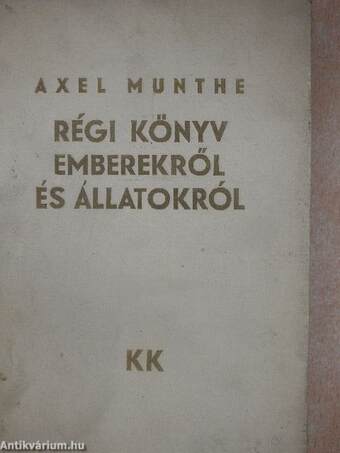 AXEL MUNTHE
RÉGI KÖNYV
EMBEREKRŐL
ÉS ÁLLATOKRÓL
KK
Antikvárium.hu